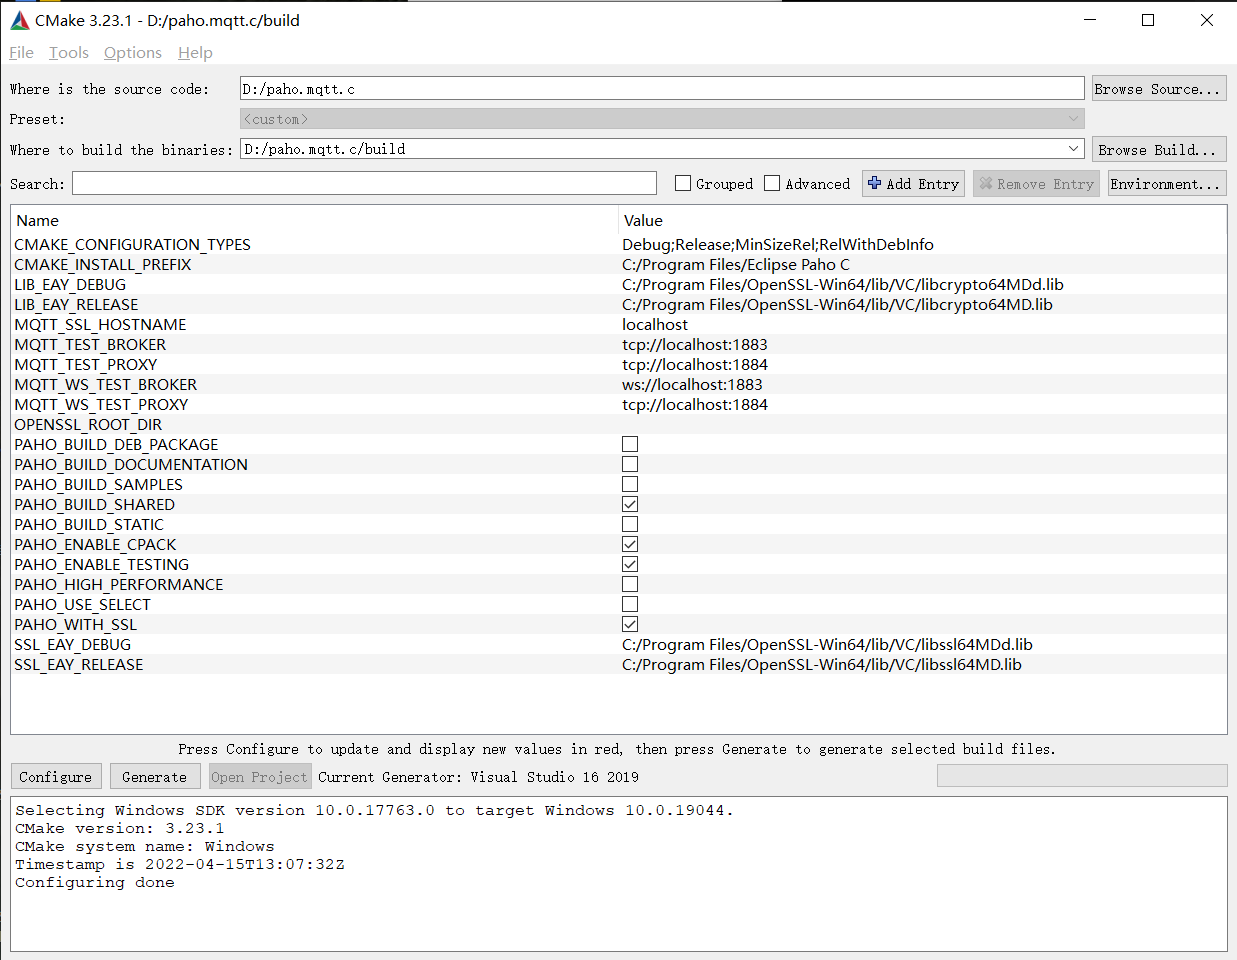 CMake 3.23.1 - D:/paho.mqtt.c/build
File Tools Options Help
Where is the source code: D:/paho.mqtt.c Browse Source...
Preset: <custom>
Where to build the binaries: D:/paho.mqtt.c/build Browse Build...
Search: Grouped Advanced Add Entry Remove Entry Environment...
Name Value
CMAKE_CONFIGURATION_TYPES Debug;Release;MinSizeRel;RelWithDebInfo
CMAKE_INSTALL_PREFIX C:/Program Files/Eclipse Paho C
LIB_EAY_DEBUG C:/Program Files/OpenSSL-Win64/lib/VC/libcrypto64MDd.lib
LIB_EAY_RELEASE C:/Program Files/OpenSSL-Win64/lib/VC/libcrypto64MD.lib
MQTT_SSL_HOSTNAME localhost
MQTT_TEST_BROKER tcp://localhost:1883
MQTT_TEST_PROXY tcp://localhost:1884
MQTT_WS_TEST_BROKER ws://localhost:1883
MQTT_WS_TEST_PROXY tcp://localhost:1884
OPENSSL_ROOT_DIR
PAHO_BUILD_DEB_PACKAGE
PAHO_BUILD_DOCUMENTATION
PAHO_BUILD_SAMPLES
PAHO_BUILD_SHARED
PAHO_BUILD_STATIC
PAHO_ENABLE_CPACK
PAHO_ENABLE_TESTING
PAHO_HIGH_PERFORMANCE
PAHO_USE_SELECT
PAHO_WITH_SSL
SSL_EAY_DEBUG C:/Program Files/OpenSSL-Win64/lib/VC/libssl64MDd.lib
SSL_EAY_RELEASE C:/Program Files/OpenSSL-Win64/lib/VC/libssl64MD.lib
Press Configure to update and display new values in red, then press Generate to generate selected build files.
Configure Generate Open Project Current Generator: Visual Studio 16 2019
Selecting Windows SDK version 10.0.17763.0 to target Windows 10.0.19044.
CMake version: 3.23.1
CMake system name: Windows
Timestamp is 2022-04-15T13:07:32Z
Configuring done